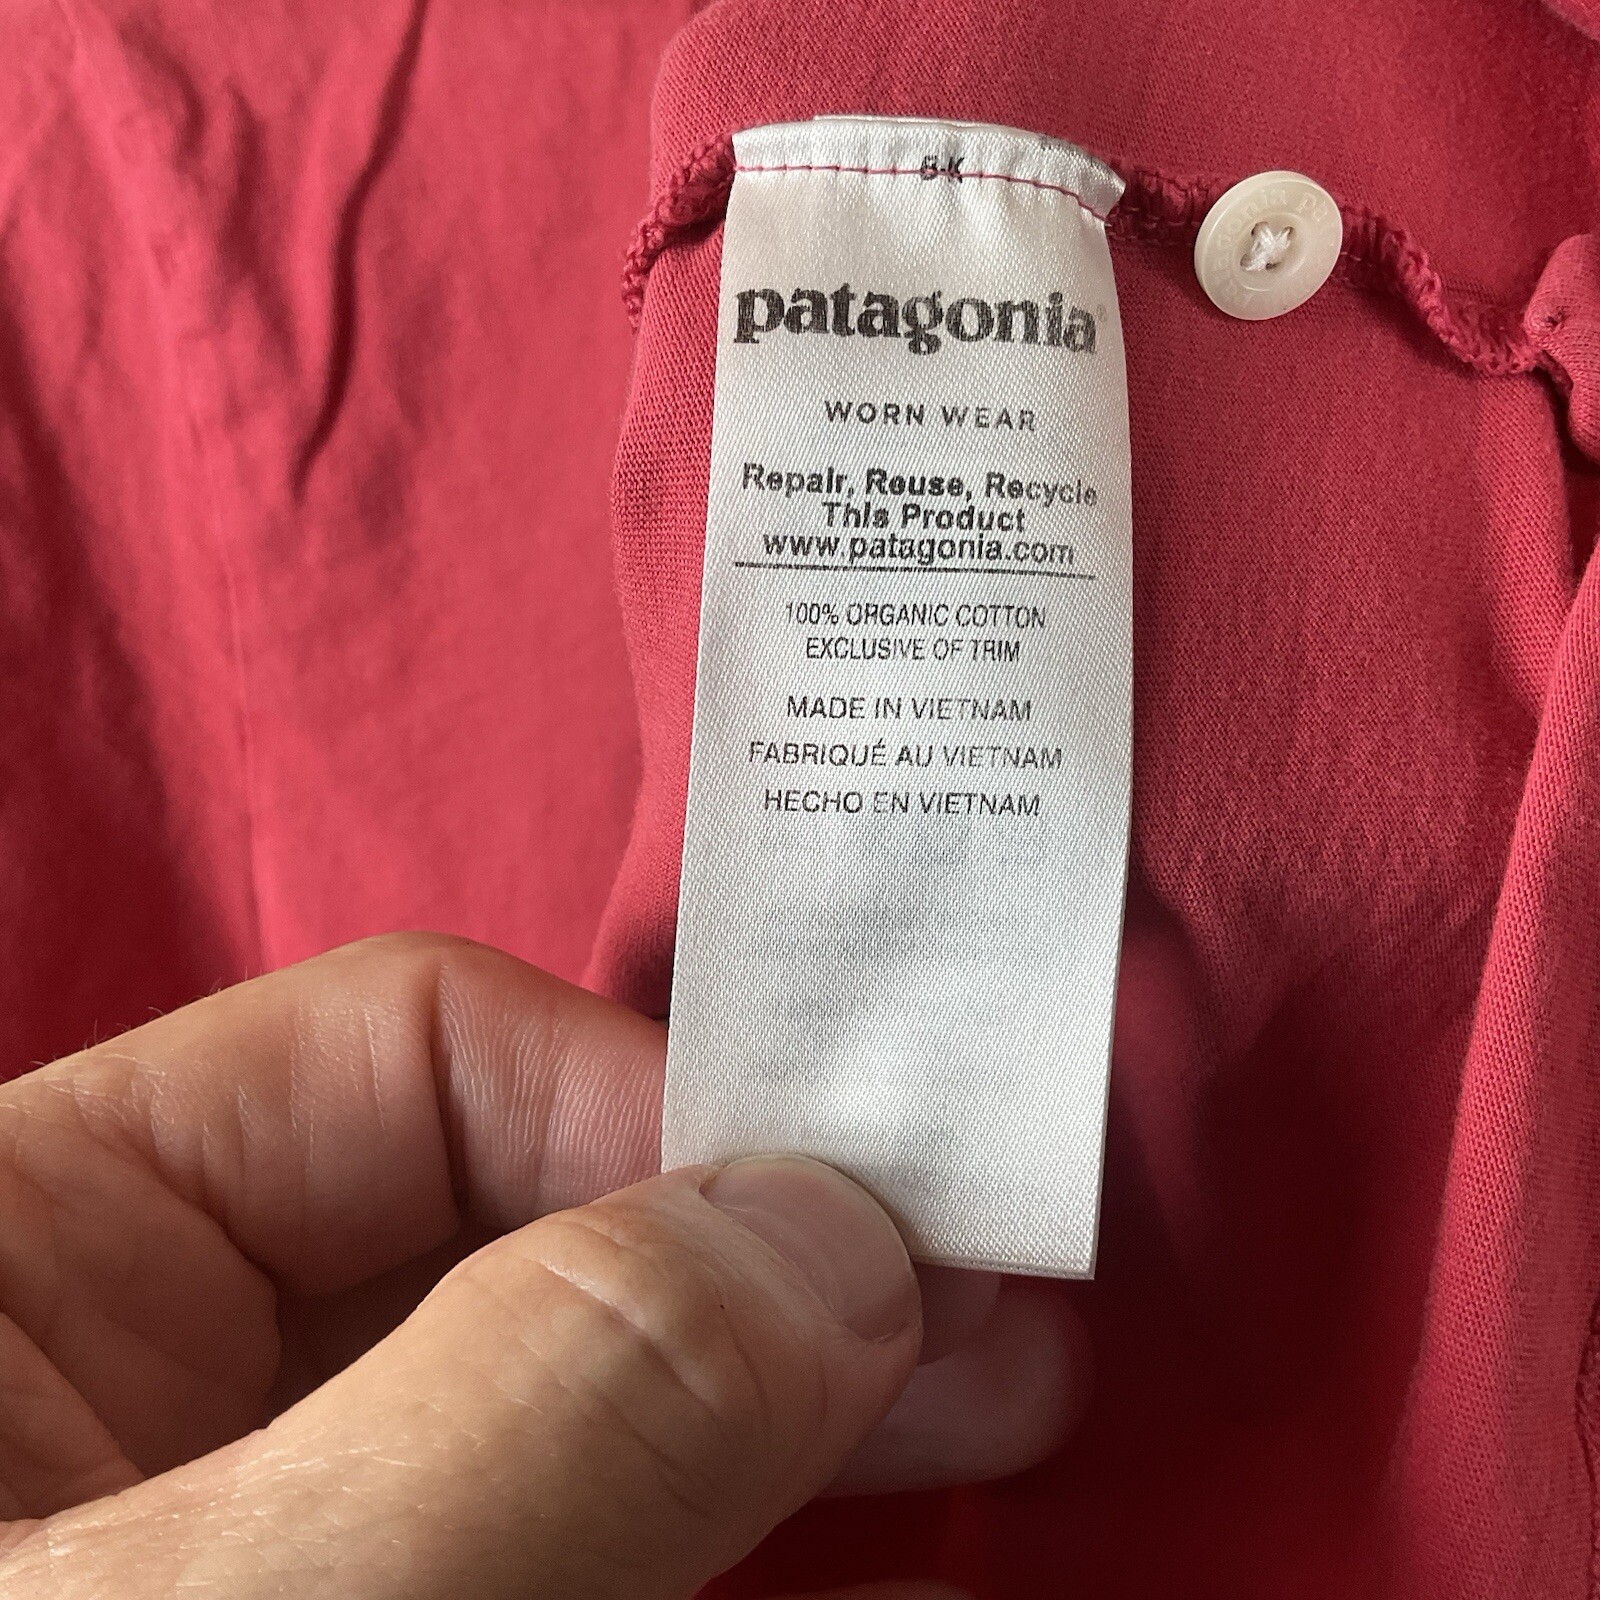 patagonia®
WORN WEAR
Repair, Reuse, Recycle
This Product
www.patagonia.com
100% ORGANIC COTTON
EXCLUSIVE OF TRIM
MADE IN VIETNAM
FABRIQUÉ AU VIETNAM
HECHO EN VIETNAM